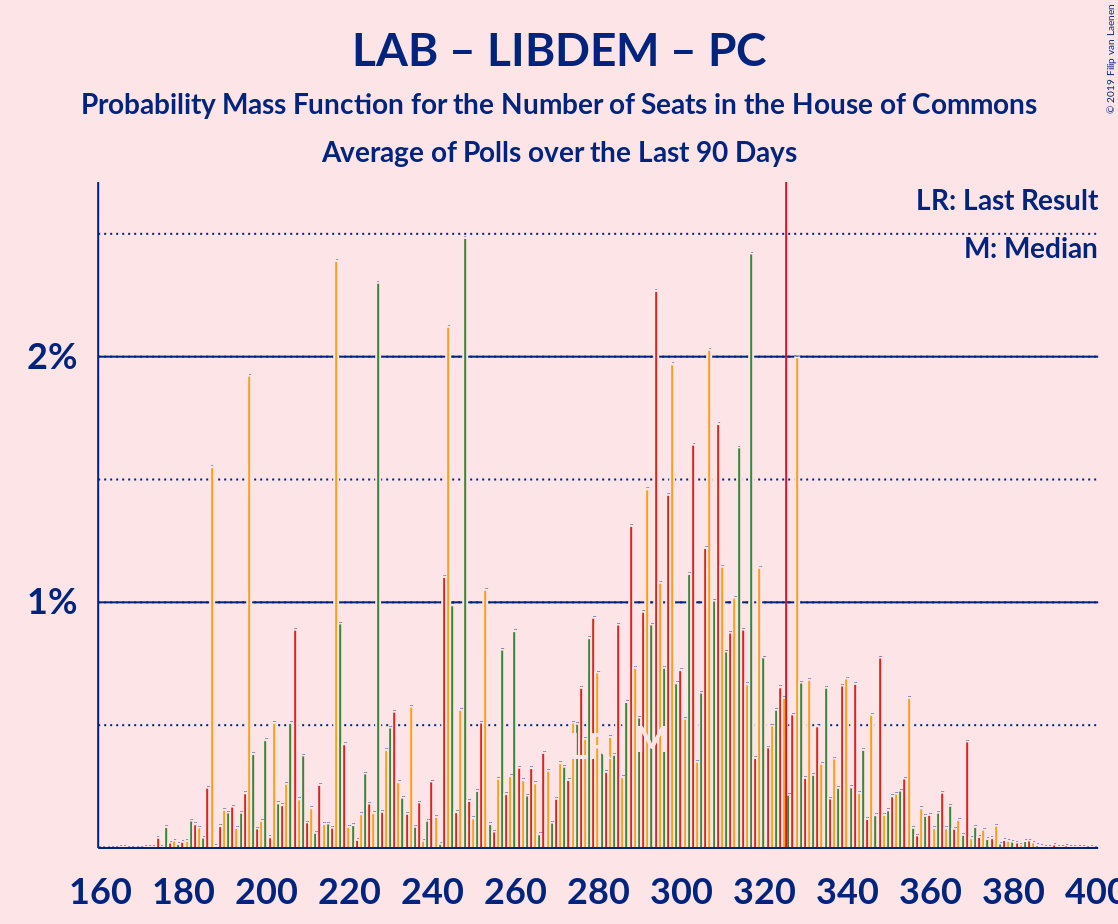 LAB – LIBDEM – PC
Probability Mass Function for the Number of Seats in the House of Commons
Average of Polls over the Last 90 Days
© 2019 Filip van Laenen
LR: Last Result
M: Median
2%
1%
LR
M
160 180 200 220 240 260 280 300 320 340 360 380 400